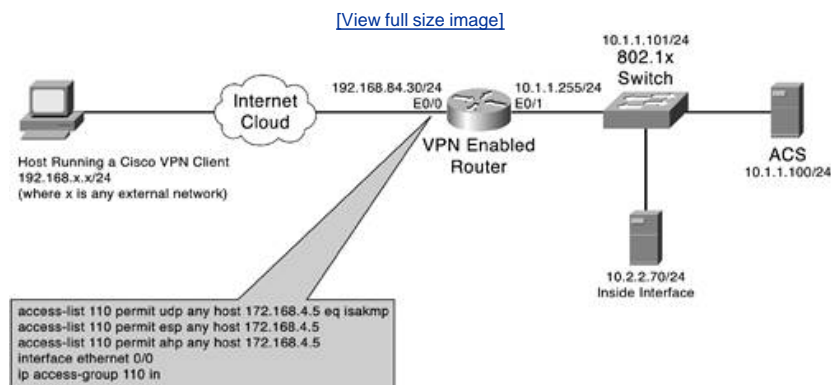 [View full size image]
10.1.1.101/24
802.1x
Switch
192.168.84.30/24
E0/0
10.1.1.255/24
E0/1
Internet
Cloud
VPN Enabled
Router
ACS
10.1.1.100/24
Host Running a Cisco VPN Client
192.168.x.x/24
(where x is any external network)
10.2.2.70/24
Inside Interface
access-list 110 permit udp any host 172.168.4.5 eq isakmp
access-list 110 permit esp any host 172.168.4.5
access-list 110 permit ahp any host 172.168.4.5
interface ethernet 0/0
ip access-group 110 in